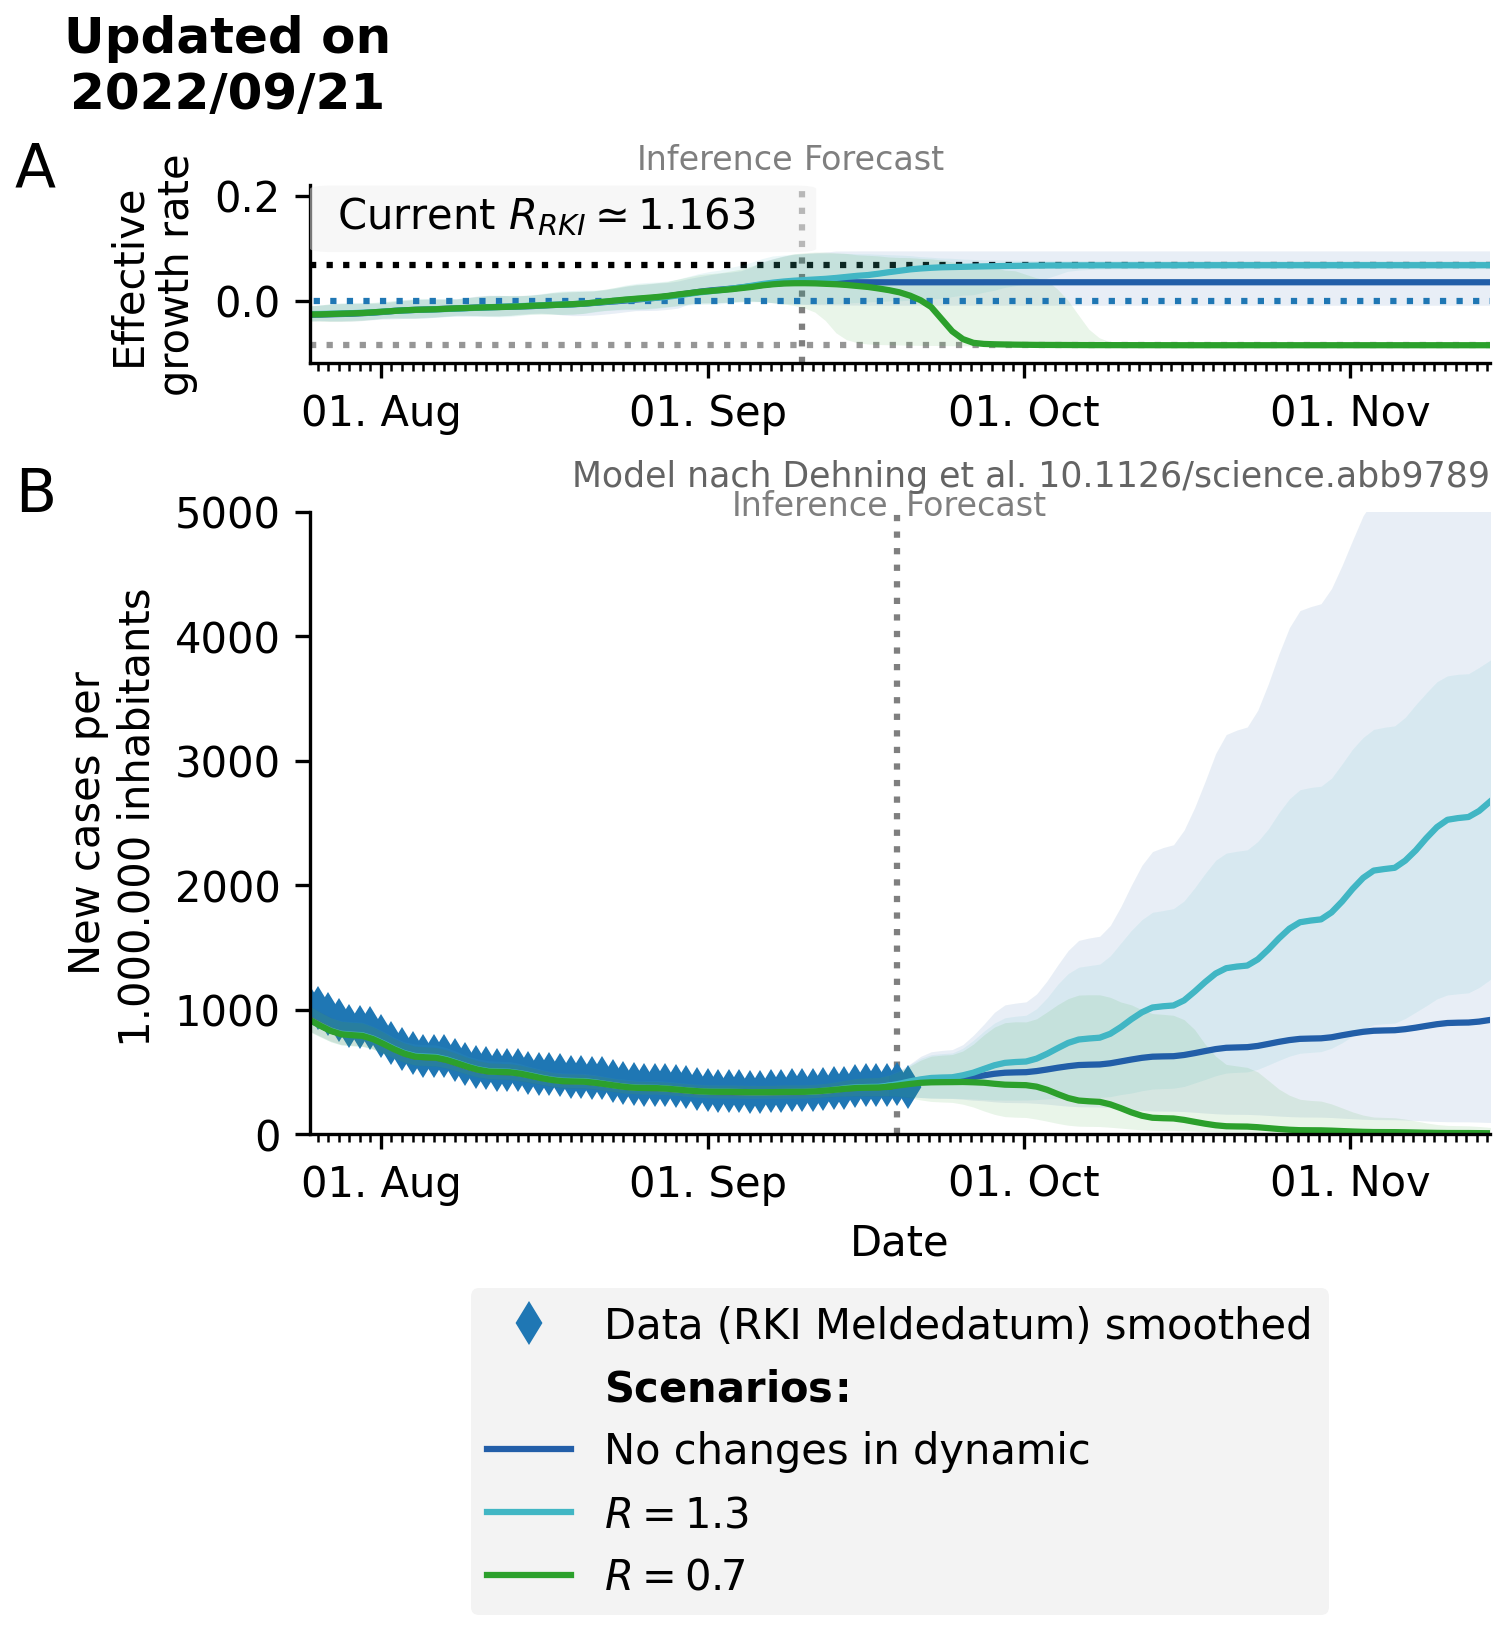 Updated on
2022/09/21
A
Inference Forecast
Effective
growth rate
0.2
0.0
Current R_RKI ≃ 1.163
01. Aug 01. Sep 01. Oct 01. Nov
Model nach Dehning et al. 10.1126/science.abb9789
B
Inference Forecast
New cases per
1.000.000 inhabitants
5000
4000
3000
2000
1000
0
01. Aug 01. Sep 01. Oct 01. Nov
Date
Data (RKI Meldedatum) smoothed
Scenarios:
No changes in dynamic
R = 1.3
R = 0.7